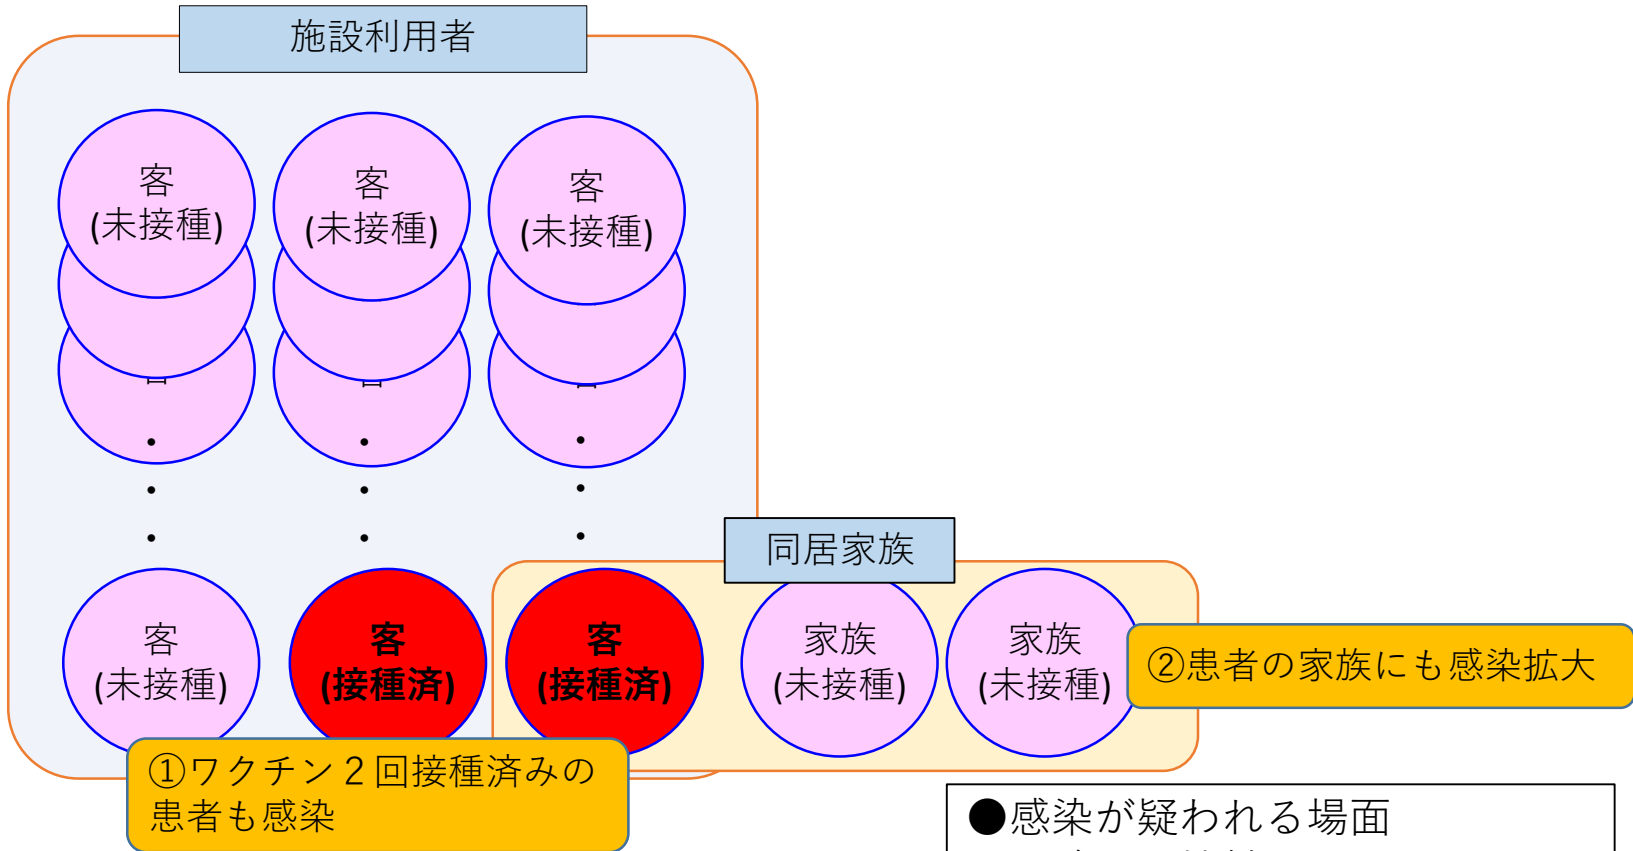 施設利用者
客
(未接種)
客
(未接種)
客
(未接種)
・
・
・
・
・
・
・
・
・
同居家族
客
(未接種)
客
(接種済)
客
(接種済)
家族
(未接種)
家族
(未接種)
②患者の家族にも感染拡大
①ワクチン２回接種済みの
患者も感染
●感染が疑われる場面